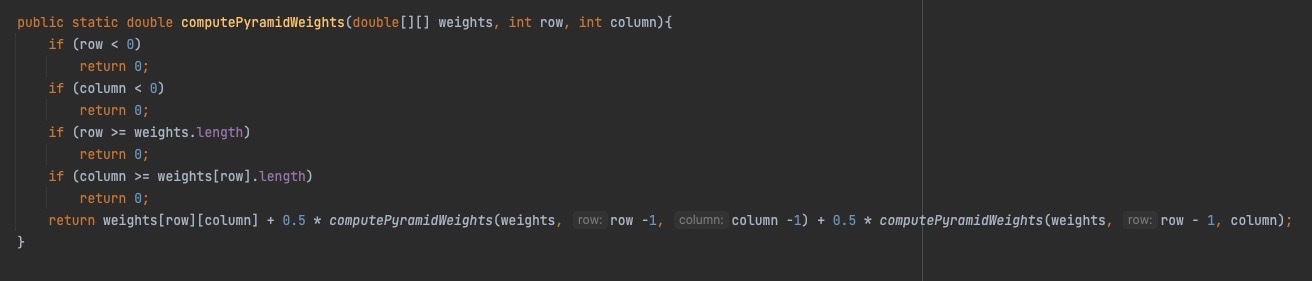 public static double computePyramidWeights(double[][] weights, int row, int column){
    if (row < 0)
        return 0;
    if (column < 0)
        return 0;
    if (row >= weights.length)
        return 0;
    if (column >= weights[row].length)
        return 0;
    return weights[row][column] + 0.5 * computePyramidWeights(weights, row: row -1, column: column -1) + 0.5 * computePyramidWeights(weights, row: row - 1, column);
}